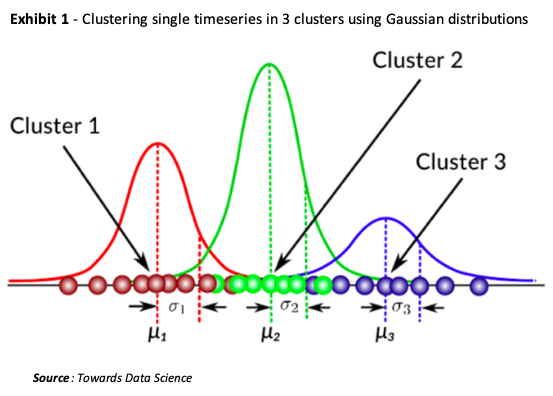 Exhibit 1 - Clustering single timeseries in 3 clusters using Gaussian distributions
Cluster 2
Cluster 1
Cluster 3
σ1
σ2
σ3
μ1
μ2
μ3
Source: Towards Data Science